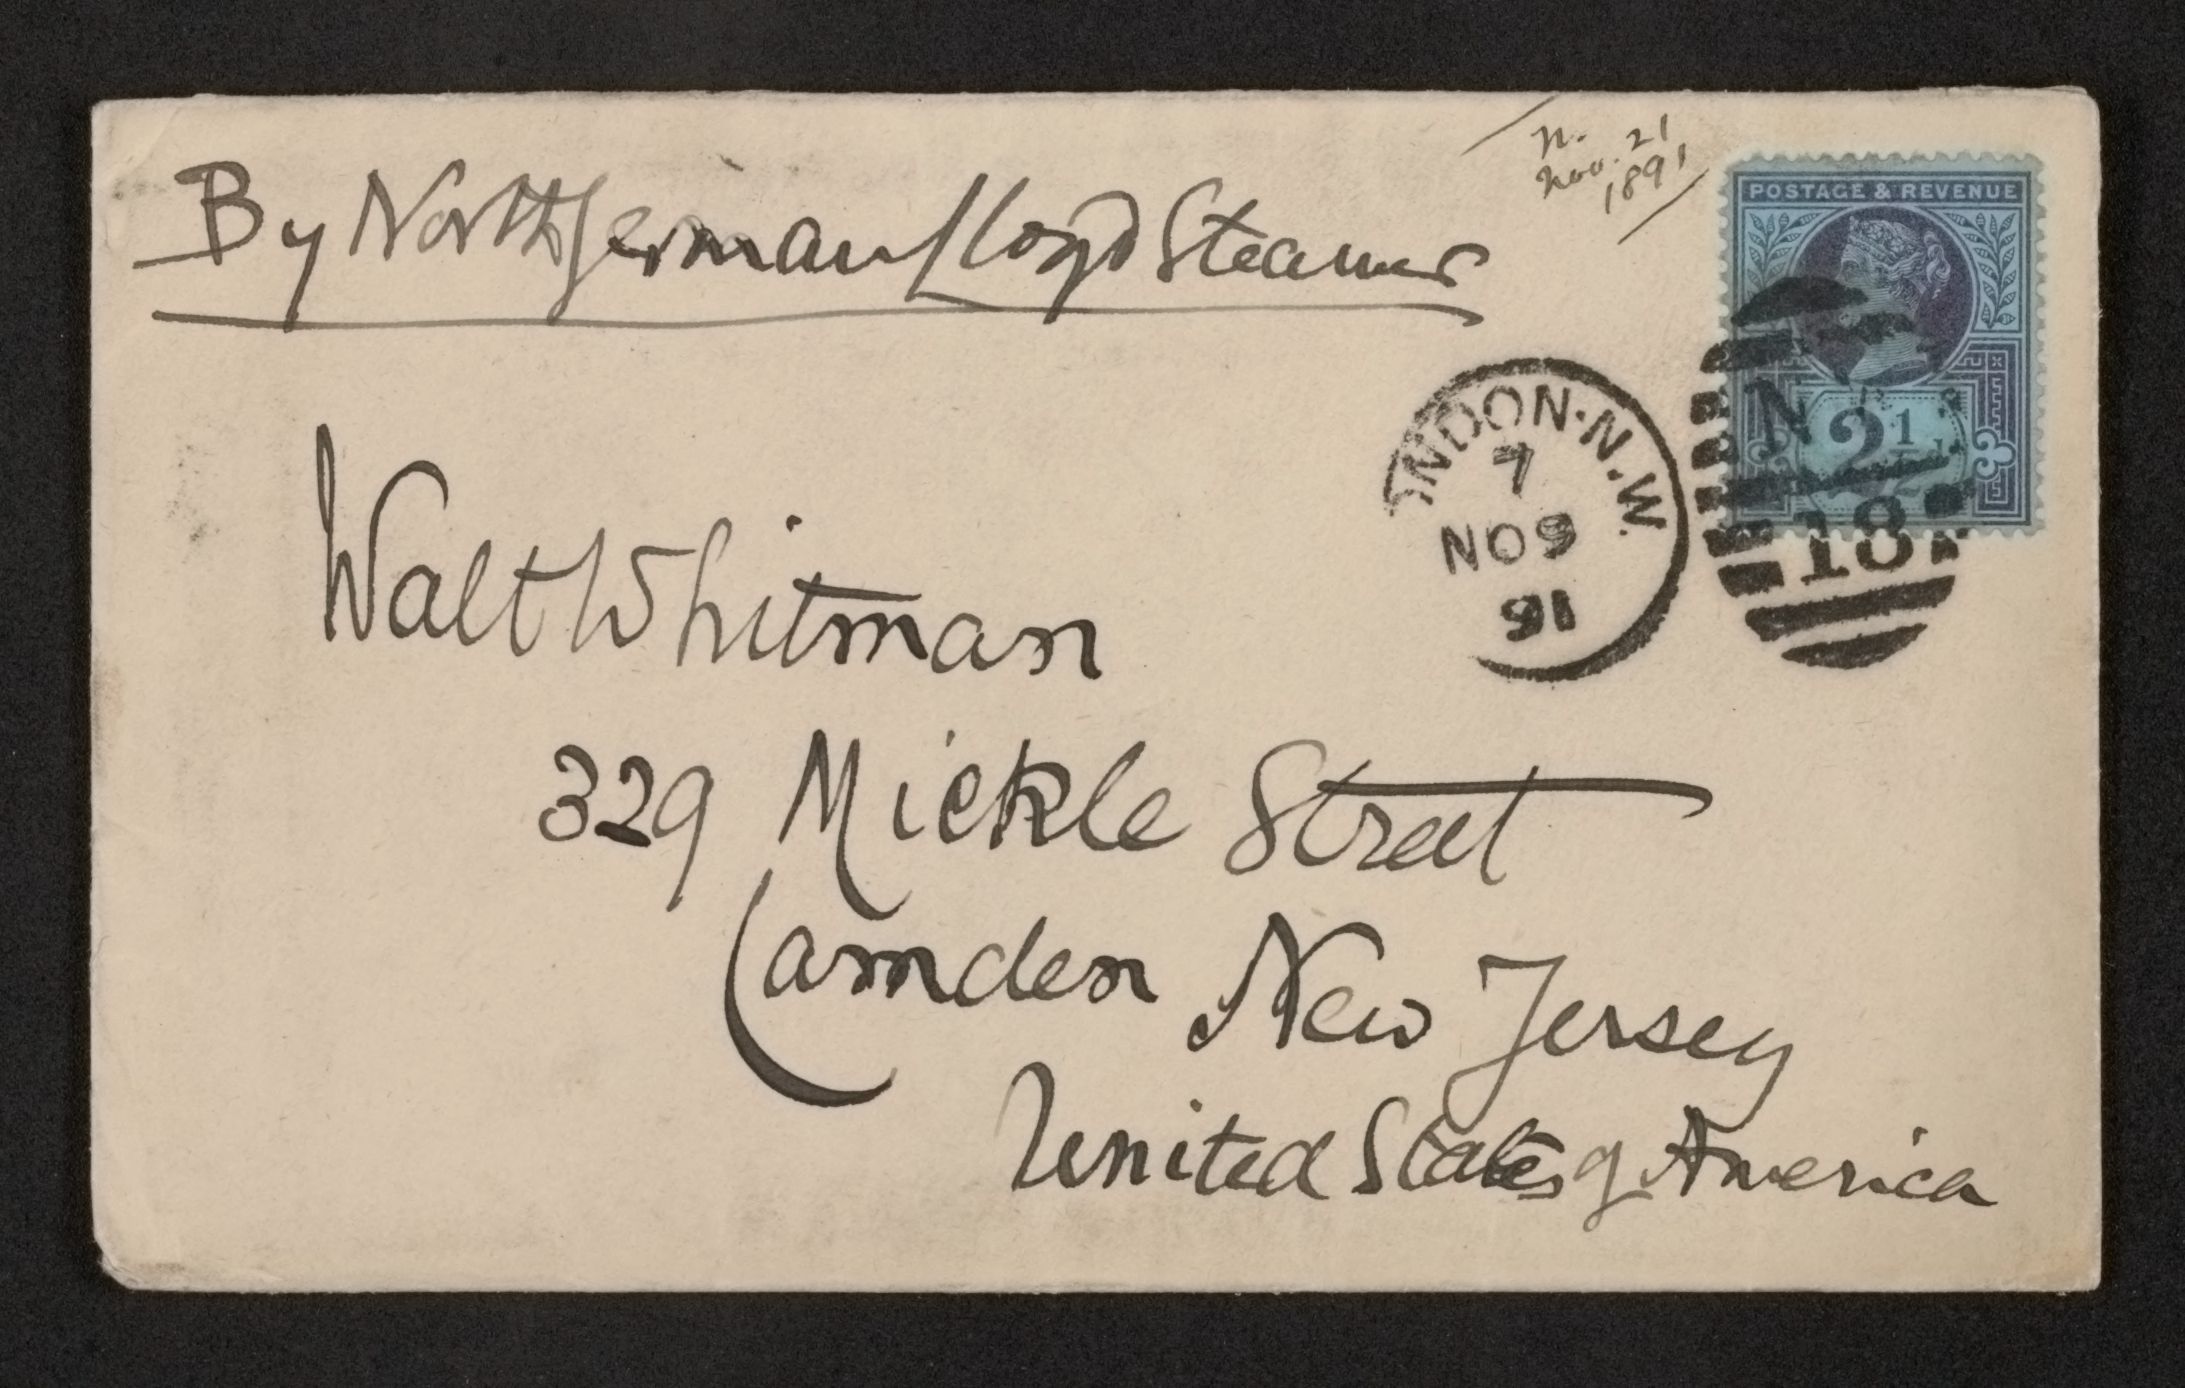 By North German Lloyd Steamer
Nov. 21
1891
POSTAGE & REVENUE
N
2½
18
ONDON·N.W.
7
NO 9
91
Walt Whitman
329 Mickle Street
Camden New Jersey
United States of America